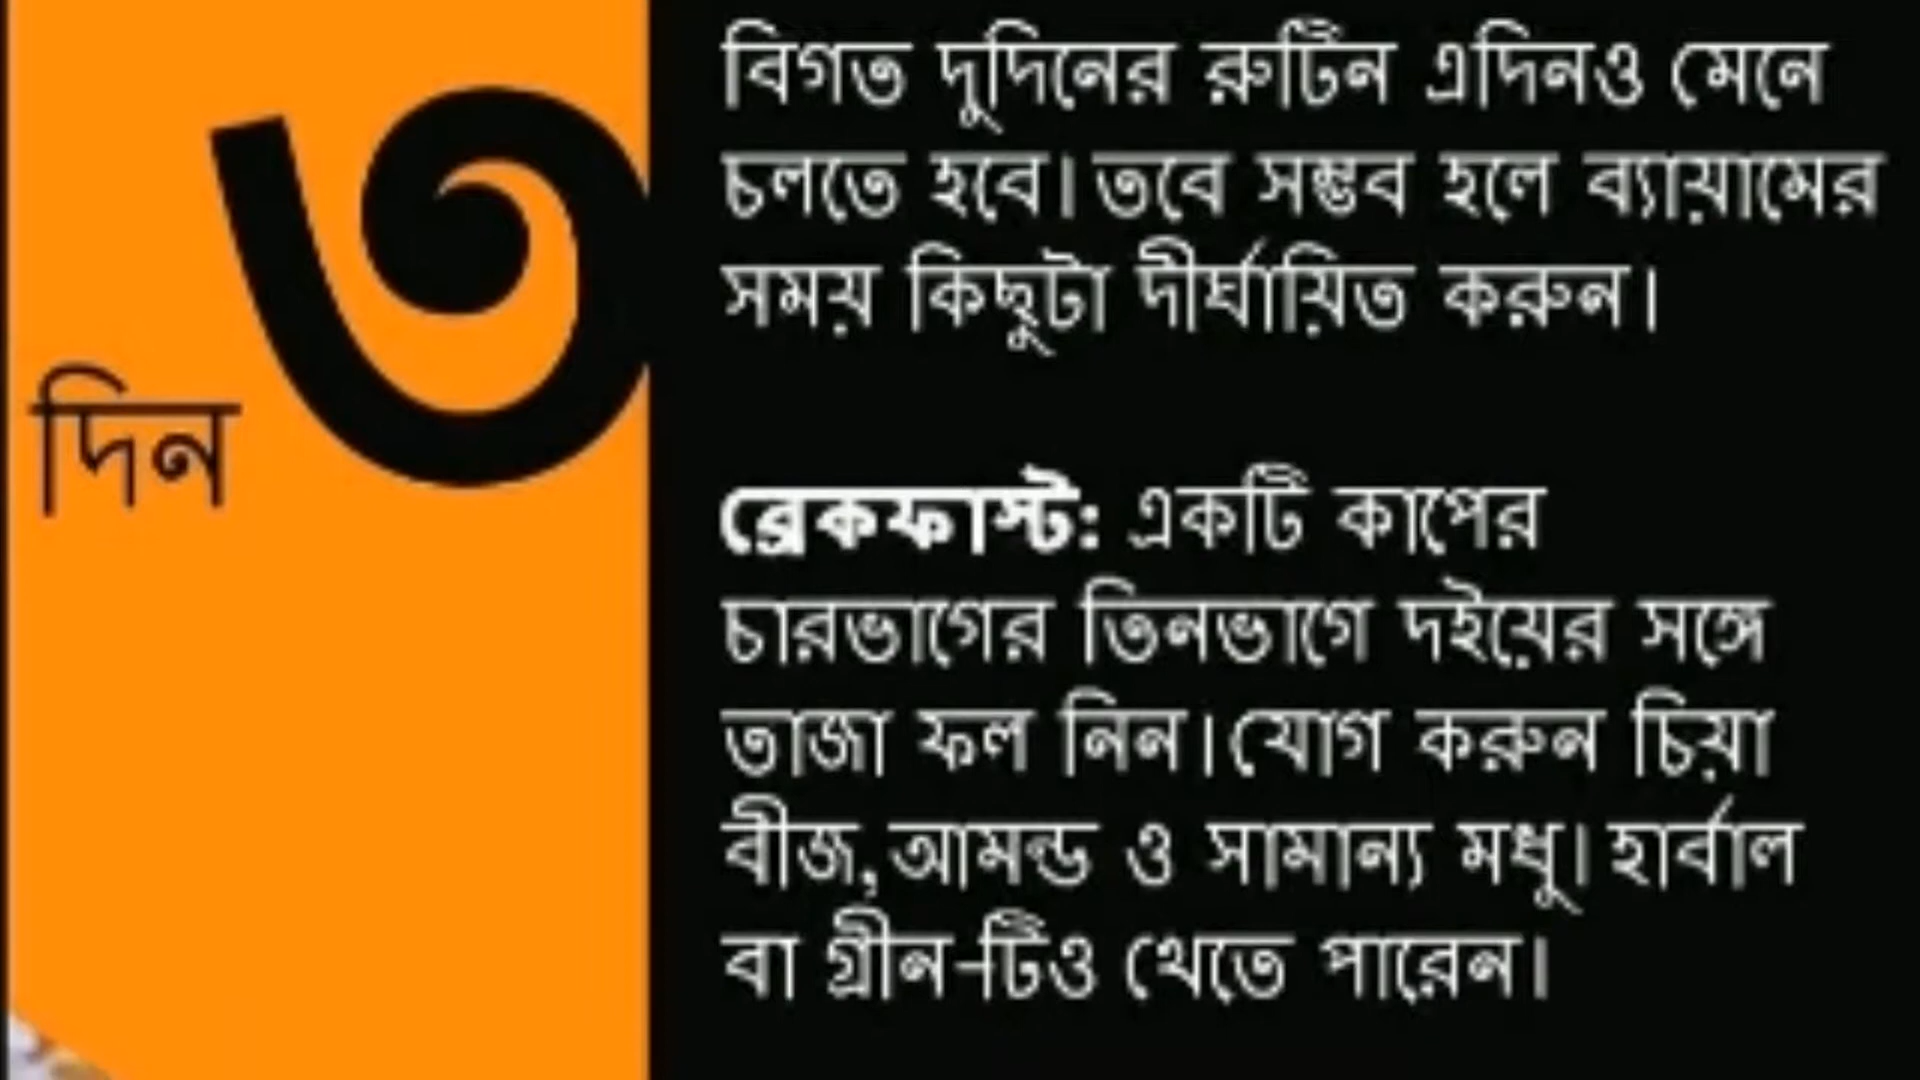 দিন ৩
বিগত দুদিনের রুটিন এদিনও মেনে
চলতে হবে। তবে সম্ভব হলে ব্যায়ামের
সময় কিছুটা দীর্ঘায়িত করুন।
ব্রেকফাস্ট: একটি কাপের
চারভাগের তিনভাগে দইয়ের সঙ্গে
তাজা ফল নিন। যোগ করুন চিয়া
বীজ, আমন্ড ও সামান্য মধু। হার্বাল
বা গ্রীন-টিও খেতে পারেন।